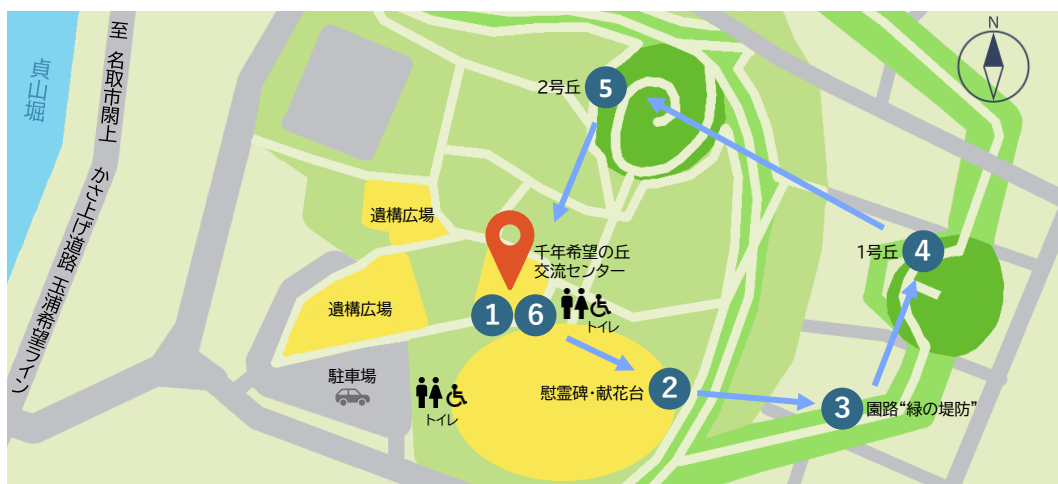 N
貞山堀
至 名取市閖上 かさ上げ道路 玉浦希望ライン
2号丘
5
遺構広場
千年希望の丘
交流センター
1号丘
4
遺構広場
1
6
トイレ
駐車場
トイレ
慰霊碑・献花台
2
3
園路“緑の堤防”